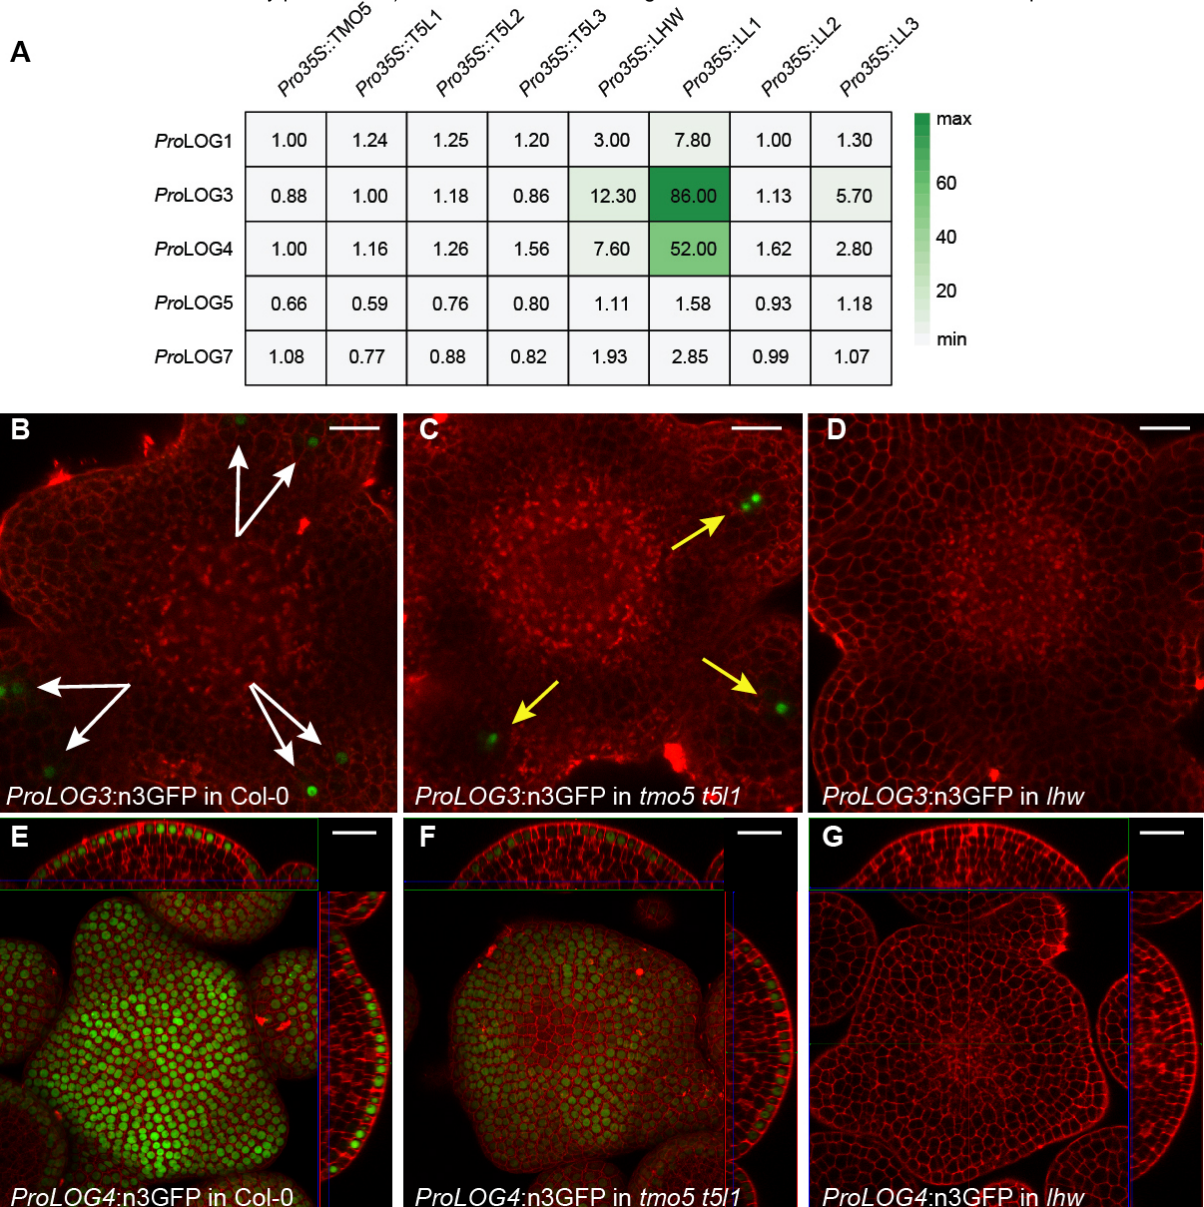 A
Pro35S::TMO5 Pro35S::T5L1 Pro35S::T5L2 Pro35S::T5L3 Pro35S::LHW Pro35S::LL1 Pro35S::LL2 Pro35S::LL3
ProLOG1 1.00 1.24 1.25 1.20 3.00 7.80 1.00 1.30
ProLOG3 0.88 1.00 1.18 0.86 12.30 86.00 1.13 5.70
ProLOG4 1.00 1.16 1.26 1.56 7.60 52.00 1.62 2.80
ProLOG5 0.66 0.59 0.76 0.80 1.11 1.58 0.93 1.18
ProLOG7 1.08 0.77 0.88 0.82 1.93 2.85 0.99 1.07
max
60
40
20
min
B
ProLOG3:n3GFP in Col-0
C
ProLOG3:n3GFP in tmo5 t5l1
D
ProLOG3:n3GFP in lhw
E
ProLOG4:n3GFP in Col-0
F
ProLOG4:n3GFP in tmo5 t5l1
G
ProLOG4:n3GFP in lhw